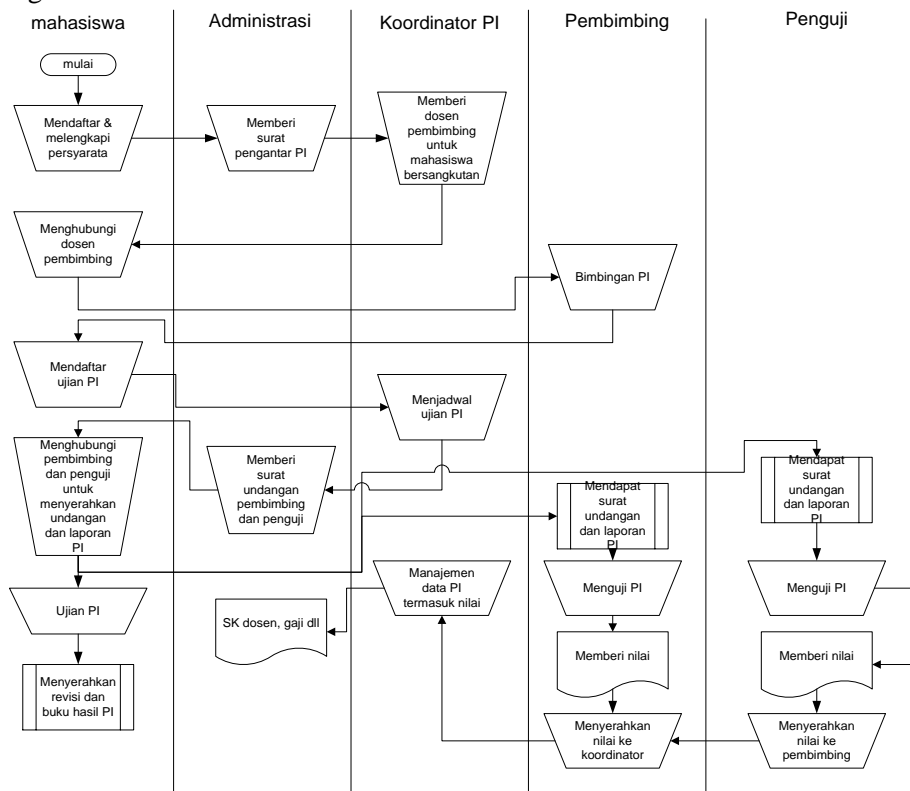 mahasiswa
Administrasi
Koordinator PI
Pembimbing
Penguji
mulai
Mendaftar &
melengkapi
persyarata
Memberi
surat
pengantar PI
Memberi
dosen
pembimbing
untuk
mahasiswa
bersangkutan
Menghubungi
dosen
pembimbing
Bimbingan PI
Mendaftar
ujian PI
Menjadwal
ujian PI
Menghubungi
pembimbing
dan penguji
untuk
menyerahkan
undangan
dan laporan
PI
Memberi
surat
undangan
pembimbing
dan penguji
Mendapat
surat
undangan
dan laporan
PI
Mendapat
surat
undangan
dan laporan
PI
Ujian PI
SK dosen, gaji dll
Manajemen
data PI
termasuk nilai
Menguji PI
Menguji PI
Memberi nilai
Memberi nilai
Menyerahkan
revisi dan
buku hasil PI
Menyerahkan
nilai ke
koordinator
Menyerahkan
nilai ke
pembimbing